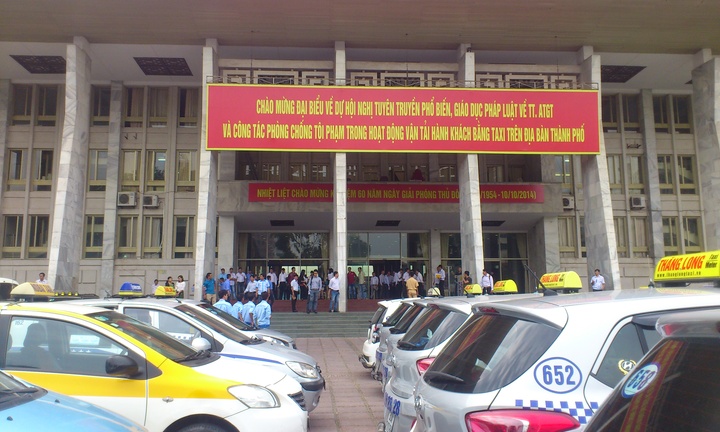 CHÀO MỪNG ĐẠI BIỂU VỀ DỰ HỘI NGHỊ TUYÊN TRUYỀN PHỔ BIẾN, GIÁO DỤC PHÁP LUẬT VỀ TT. ATGT
VÀ CÔNG TÁC PHÒNG CHỐNG TỘI PHẠM TRONG HOẠT ĐỘNG VẬN TẢI HÀNH KHÁCH BẰNG TAXI TRÊN ĐỊA BÀN THÀNH PHỐ
NHIỆT LIỆT CHÀO MỪNG KỶ NIỆM 60 NĂM NGÀY GIẢI PHÓNG THỦ ĐÔ 1954 - 10/10/2014)
THĂNG LONG
652